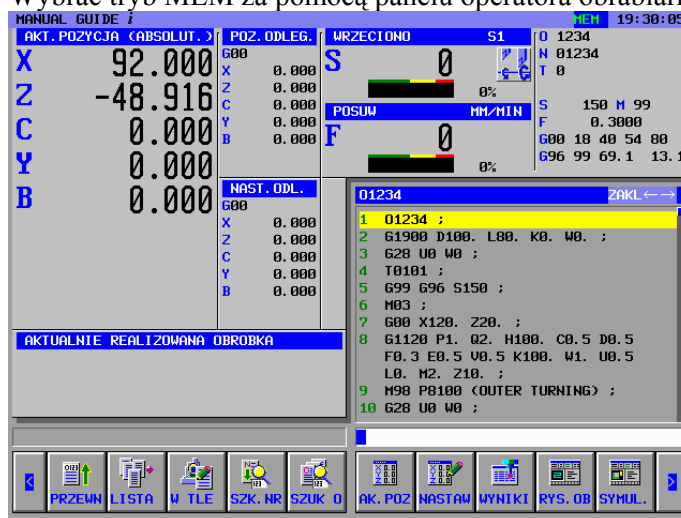 Wybrać tryb MEM za pomocą panelu operatora
MANUAL GUIDE i MEM 19:30:05
AKT.POZYCJA (ABSOLUT.)
X 92.000
Z -48.916
C 0.000
Y 0.000
B 0.000
POZ.ODLEG.
G00
X 0.000
Z 0.000
C 0.000
Y 0.000
B 0.000
NAST.ODL.
G00
X 0.000
Z 0.000
C 0.000
Y 0.000
B 0.000
WRZECIONO S1
S 0
0%
POSUW MM/MIN
F 0
0%
O 1234
N 01234
T 0
S 150 M 99
F 0.3000
G00 18 40 54 80
G96 99 69.1 13.1
AKTUALNIE REALIZOWANA OBROBKA
O1234 ZAKL←→
1 O1234 ;
2 G1900 D100. L80. K0. W0. ;
3 G28 U0 W0 ;
4 T0101 ;
5 G99 G96 S150 ;
6 M03 ;
7 G00 X120. Z20. ;
8 G1120 P1. Q2. H100. C0.5 D0.5
F0.3 E0.5 V0.5 K100. W1. U0.5
L0. M2. Z10. ;
9 M98 P8100 (OUTER TURNING) ;
10 G28 U0 W0 ;
PRZEWN LISTA W TLE SZK.NR SZUK O AK.POZ NASTAW WYNIKI RYS.OB SYMUL.